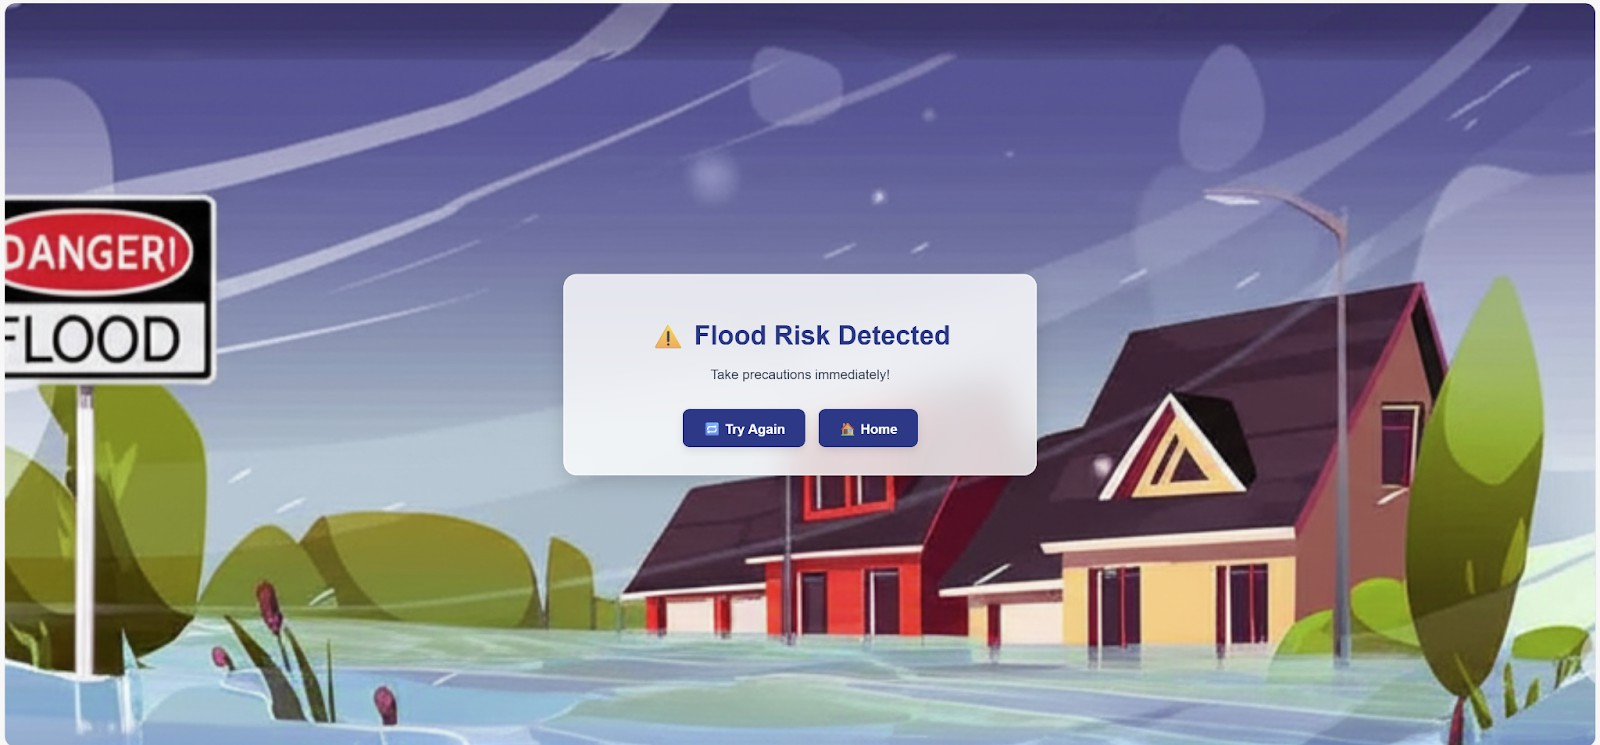 DANGER!
FLOOD
⚠️ Flood Risk Detected
Take precautions immediately!
🔁 Try Again
🏠 Home